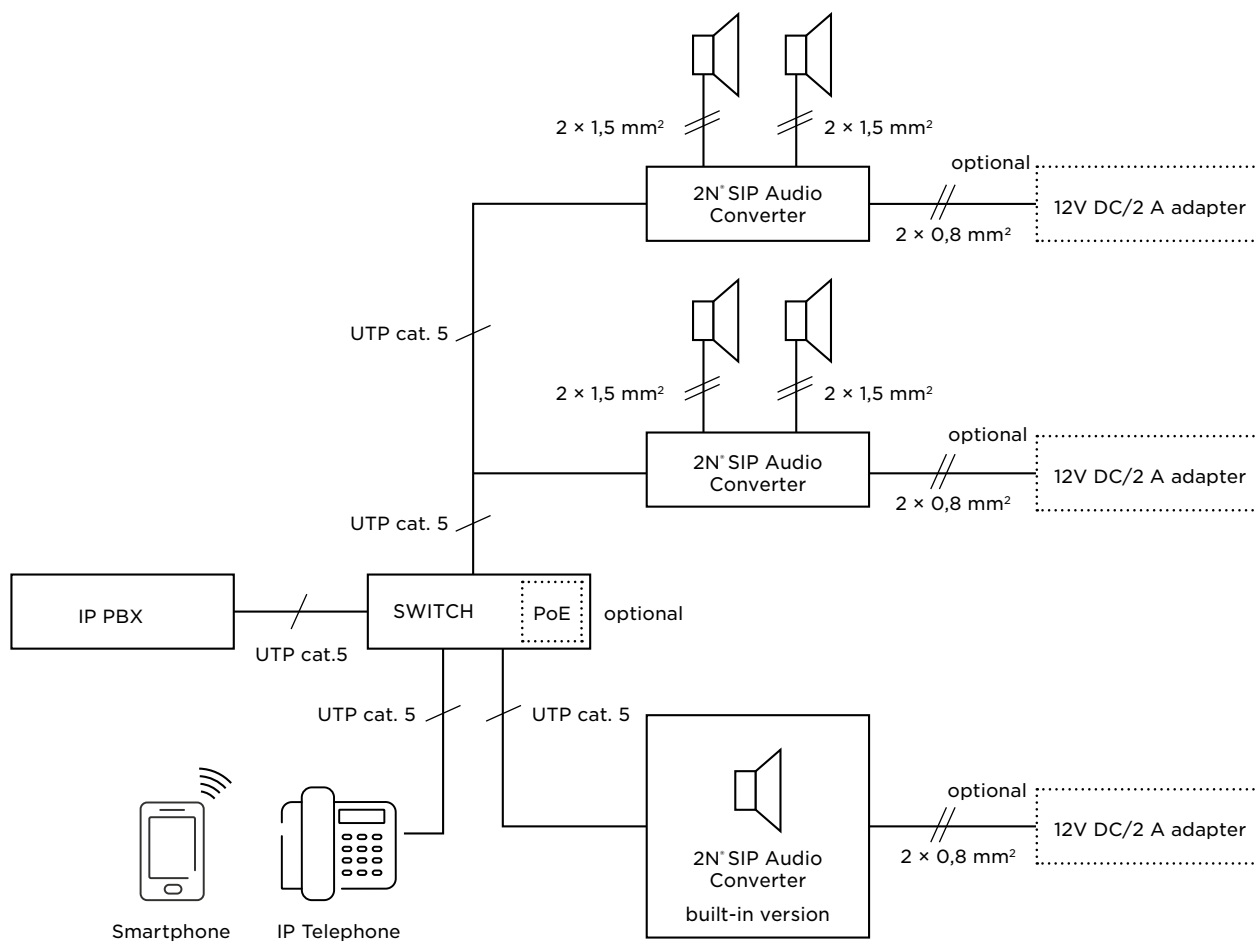 2 × 1,5 mm²
2 × 1,5 mm²
optional
2N® SIP Audio
Converter
12V DC/2 A adapter
2 × 0,8 mm²
UTP cat. 5
2 × 1,5 mm²
2 × 1,5 mm²
optional
2N® SIP Audio
Converter
12V DC/2 A adapter
2 × 0,8 mm²
UTP cat. 5
IP PBX
SWITCH
PoE
optional
UTP cat.5
UTP cat. 5
UTP cat. 5
optional
12V DC/2 A adapter
2 × 0,8 mm²
2N® SIP Audio
Converter
built-in version
Smartphone
IP Telephone